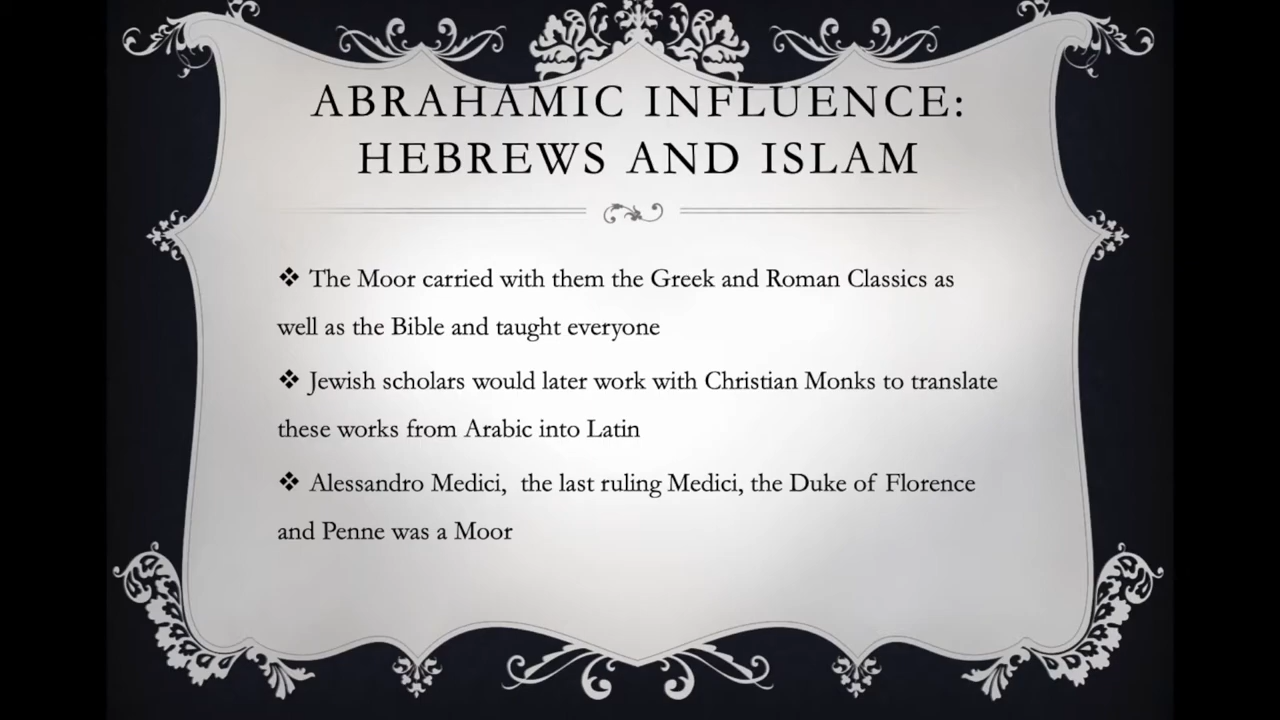 ABRAHAMIC INFLUENCE:
HEBREWS AND ISLAM
❖ The Moor carried with them the Greek and Roman Classics as
well as the Bible and taught everyone
❖ Jewish scholars would later work with Christian Monks to translate
these works from Arabic into Latin
❖ Alessandro Medici,  the last ruling Medici, the Duke of Florence
and Penne was a Moor